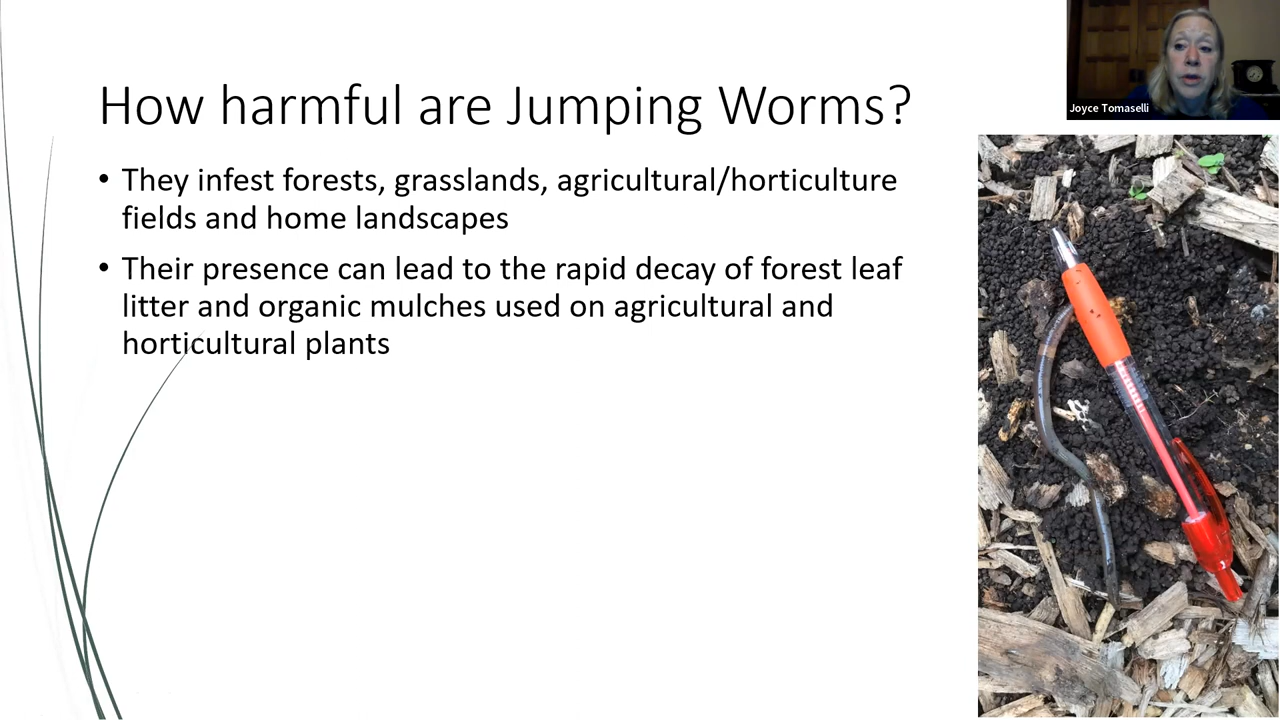 Joyce Tomaselli
How harmful are Jumping Worms?
• They infest forests, grasslands, agricultural/horticulture
fields and home landscapes
• Their presence can lead to the rapid decay of forest leaf
litter and organic mulches used on agricultural and
horticultural plants